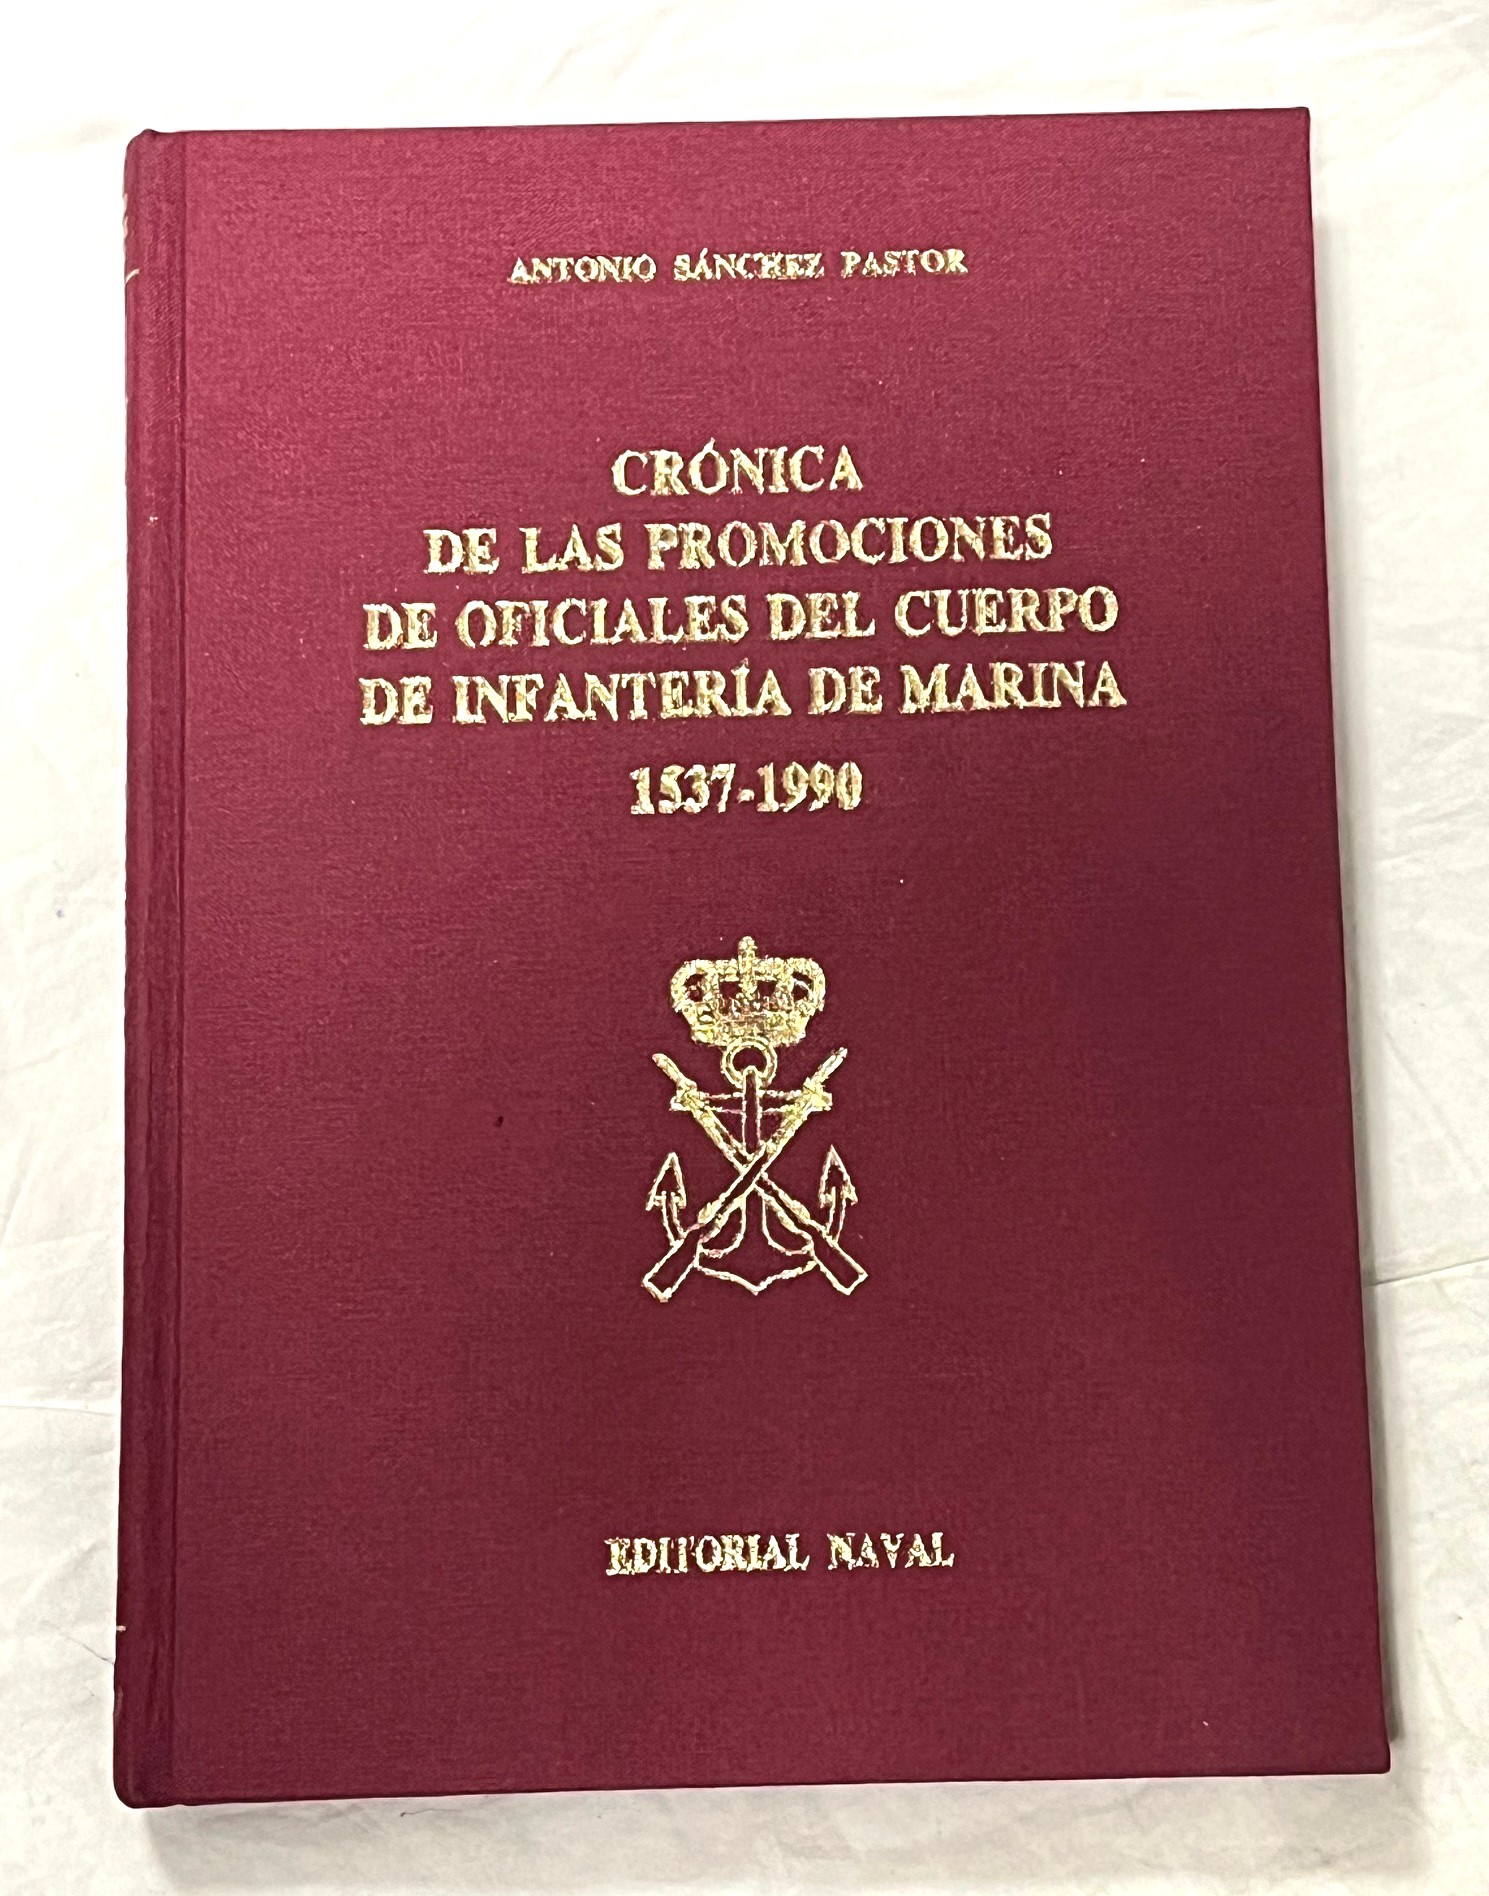 ANTONIO SÁNCHEZ PASTOR
CRÓNICA
DE LAS PROMOCIONES
DE OFICIALES DEL CUERPO
DE INFANTERÍA DE MARINA
1537-1990
EDITORIAL NAVAL